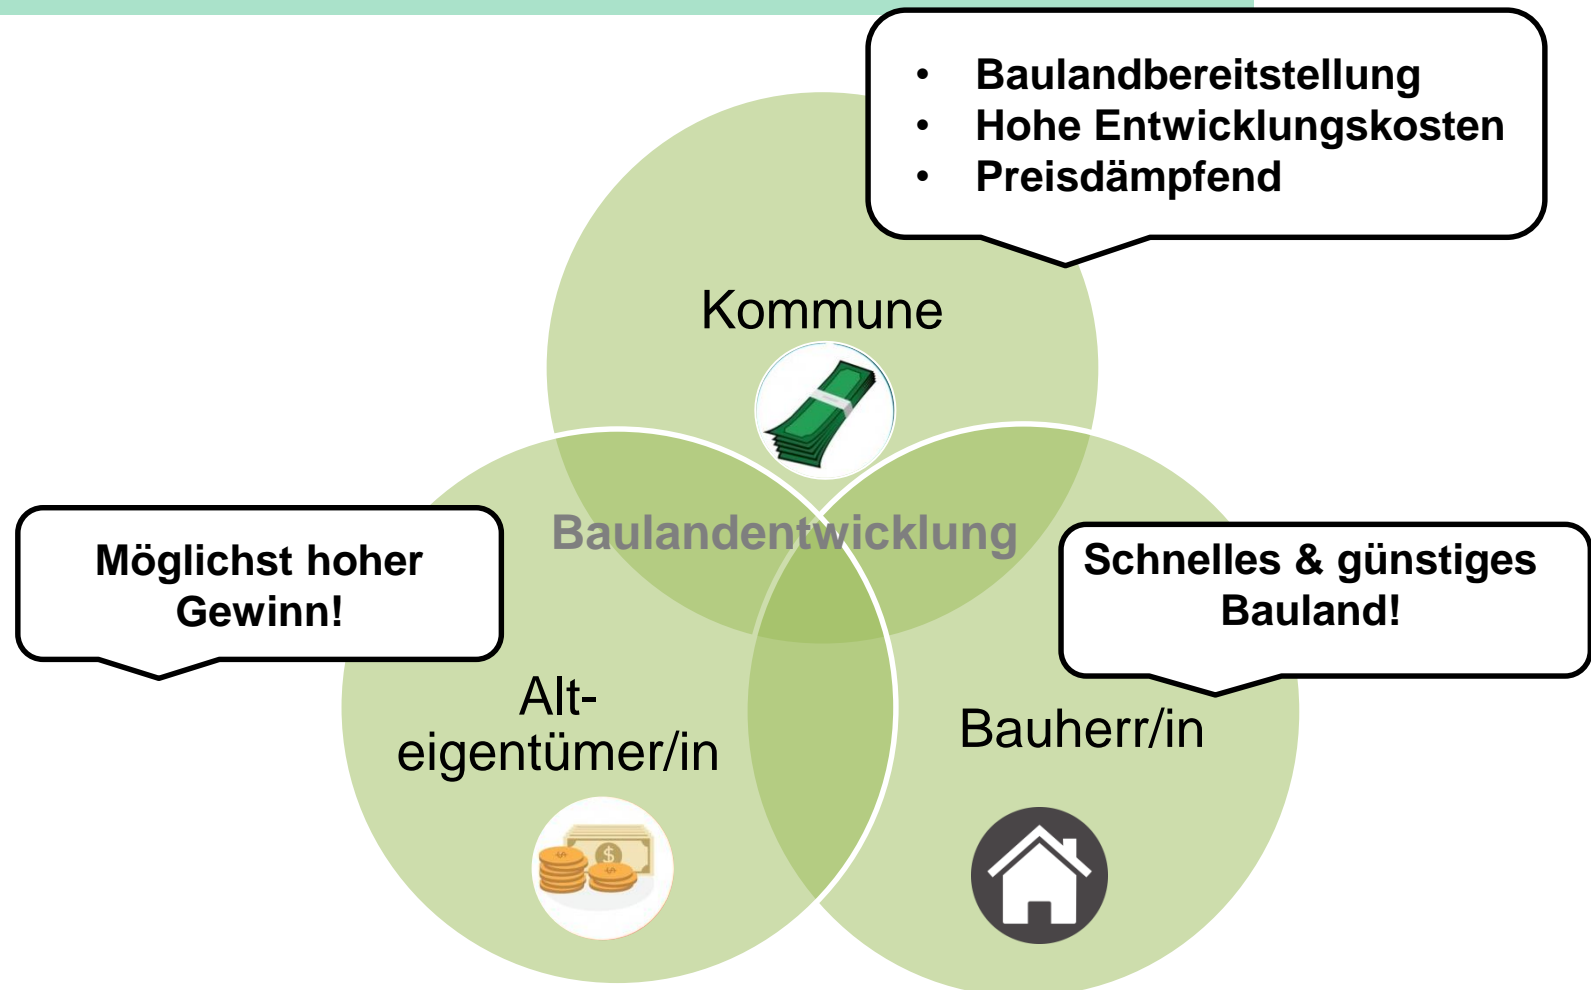 • Baulandbereitstellung
• Hohe Entwicklungskosten
• Preisdämpfend
Kommune
Baulandentwicklung
Möglichst hoher
Gewinn!
Schnelles & günstiges
Bauland!
Alt-
eigentümer/in
Bauherr/in